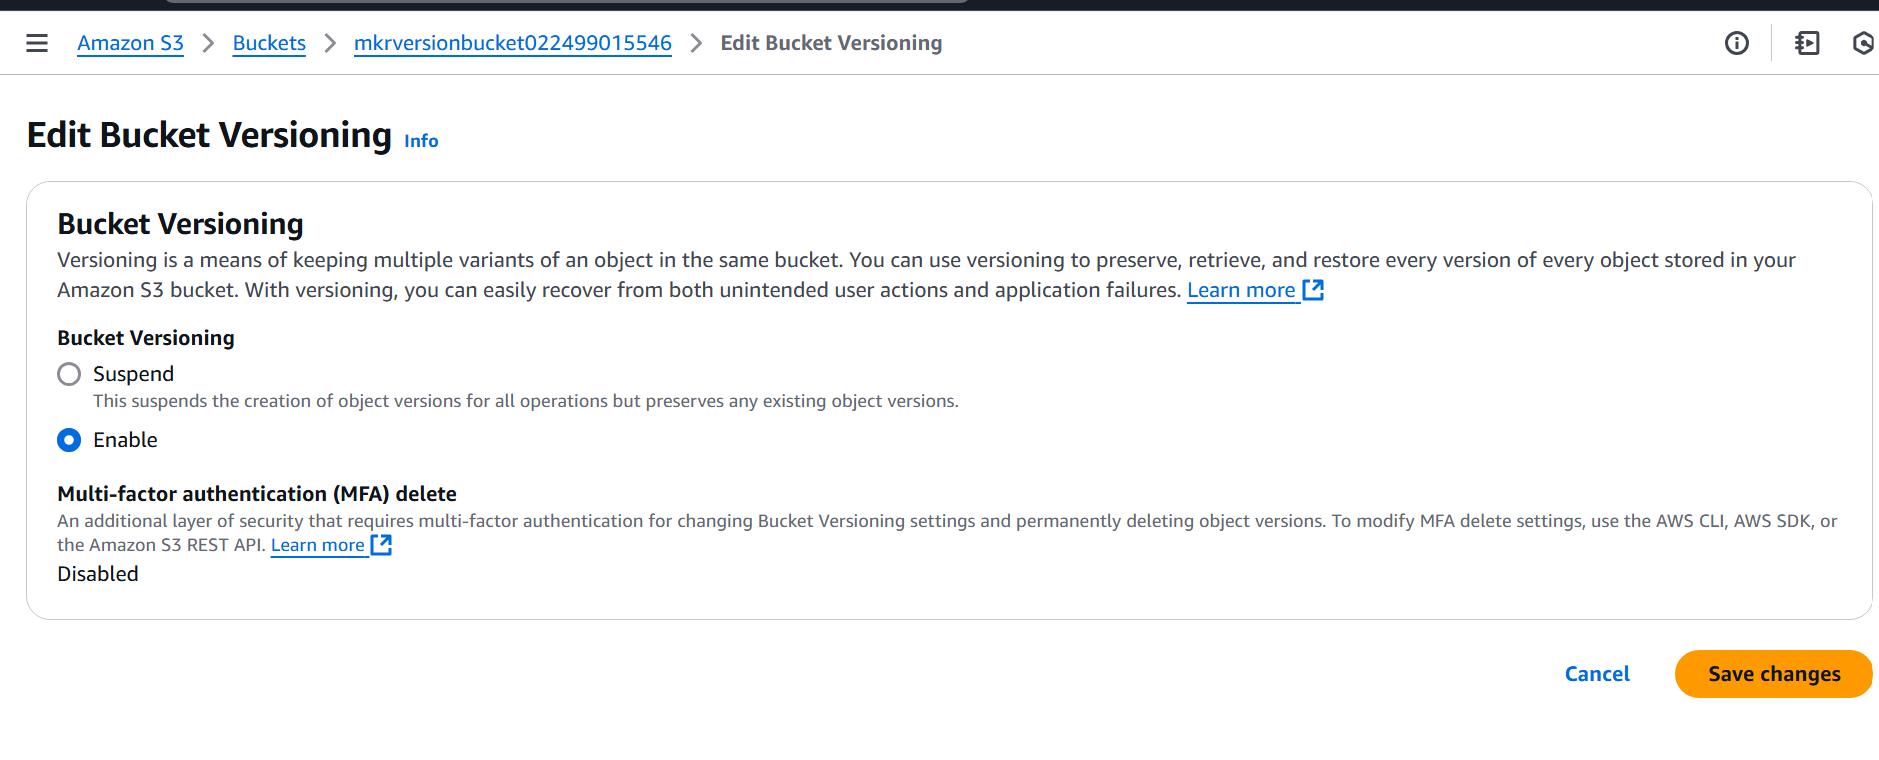 Amazon S3 > Buckets > mkrversionbucket022499015546 > Edit Bucket Versioning
Edit Bucket Versioning Info
Bucket Versioning
Versioning is a means of keeping multiple variants of an object in the same bucket. You can use versioning to preserve, retrieve, and restore every version of every object stored in your
Amazon S3 bucket. With versioning, you can easily recover from both unintended user actions and application failures. Learn more
Bucket Versioning
Suspend
This suspends the creation of object versions for all operations but preserves any existing object versions.
Enable
Multi-factor authentication (MFA) delete
An additional layer of security that requires multi-factor authentication for changing Bucket Versioning settings and permanently deleting object versions. To modify MFA delete settings, use the AWS CLI, AWS SDK, or
the Amazon S3 REST API. Learn more
Disabled
Cancel Save changes